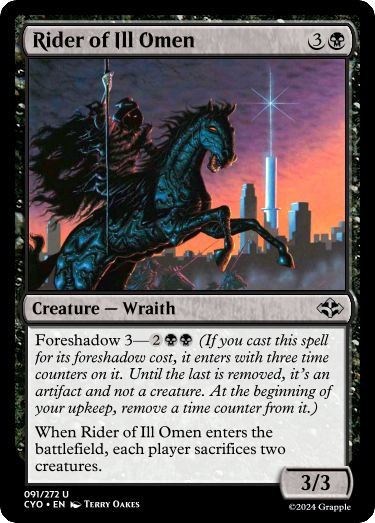 Rider of Ill Omen 3
Creature — Wraith
Foreshadow 3—2 (If you cast this spell
for its foreshadow cost, it enters with three time
counters on it. Until the last is removed, it's an
artifact and not a creature. At the beginning of
your upkeep, remove a time counter from it.)
When Rider of Ill Omen enters the
battlefield, each player sacrifices two
creatures.
3/3
091/272 U
CYO • EN Terry Oakes
©2024 Grapple